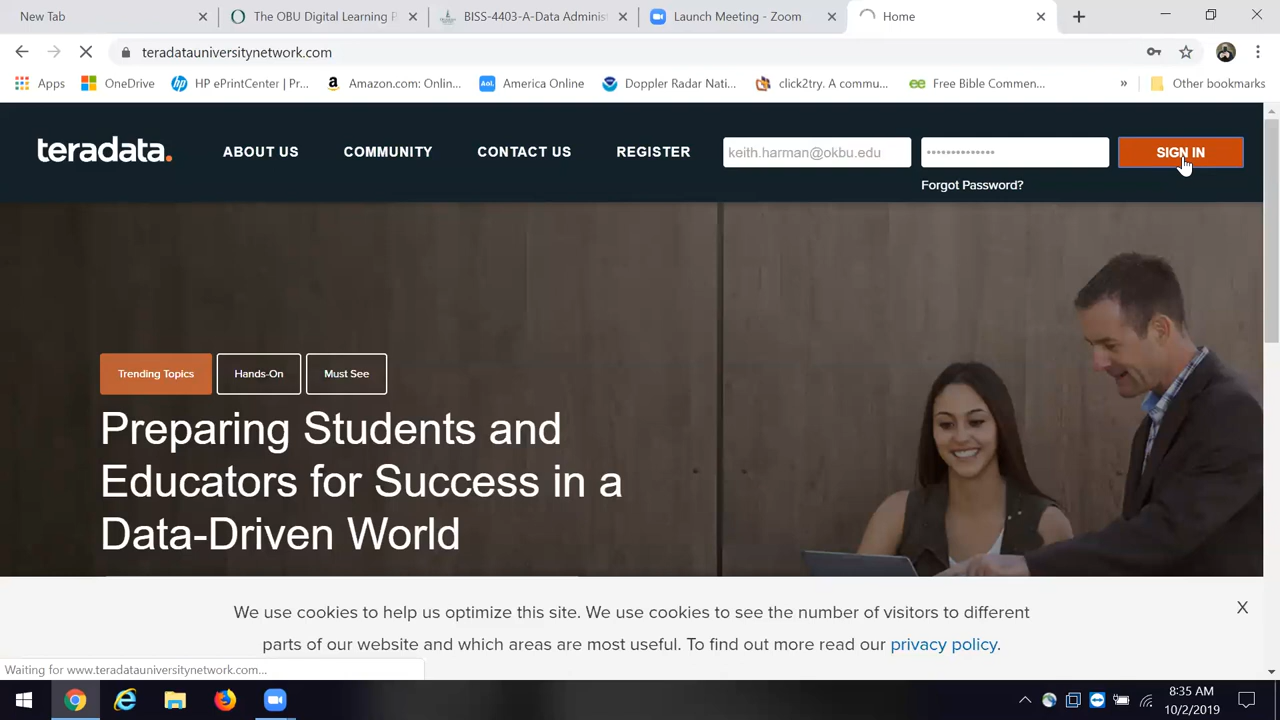 New Tab
The OBU Digital Learning P
BISS-4403-A-Data Administ
Launch Meeting - Zoom
Home
teradatauniversitynetwork.com
Apps
OneDrive
HP ePrintCenter | Pr...
Amazon.com: Onlin...
Aol.
America Online
Doppler Radar Nati...
click2try. A commu...
Free Bible Commen...
»
Other bookmarks
teradata.
ABOUT US
COMMUNITY
CONTACT US
REGISTER
keith.harman@okbu.edu
••••••••••••••
SIGN IN
Forgot Password?
Trending Topics
Hands-On
Must See
Preparing Students and
Educators for Success in a
Data-Driven World
We use cookies to help us optimize this site. We use cookies to see the number of visitors to different
parts of our website and which areas are most useful. To find out more read our privacy policy.
X
Waiting for www.teradatauniversitynetwork.com...
8:35 AM
10/2/2019